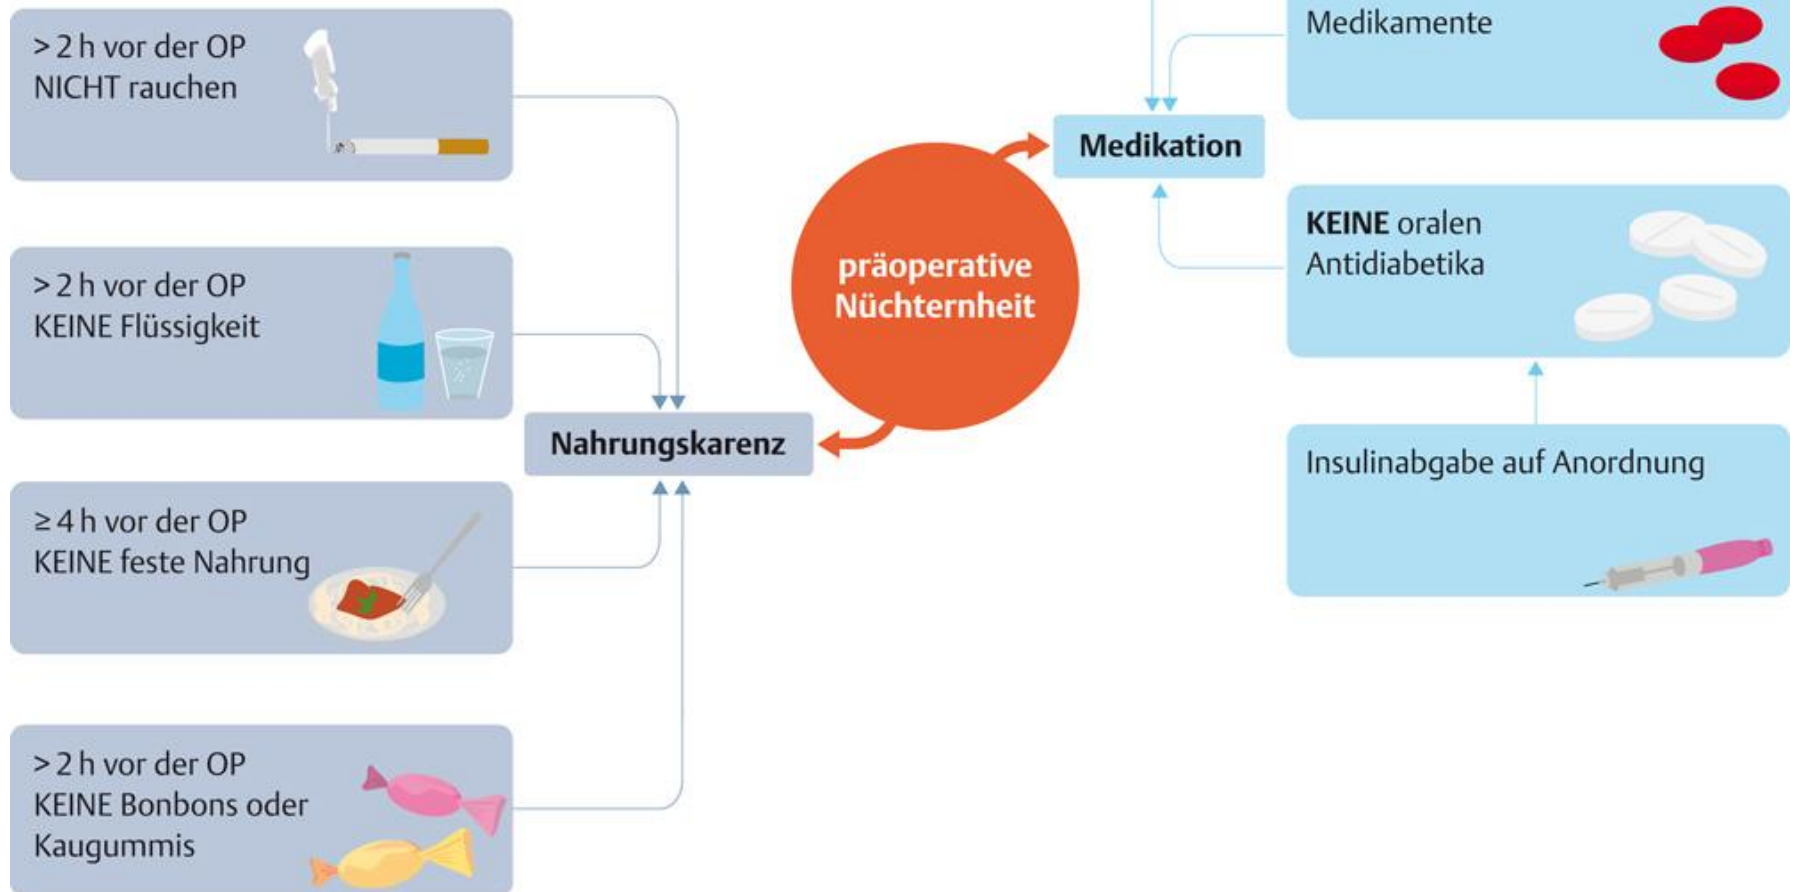 > 2 h vor der OP
NICHT rauchen
> 2 h vor der OP
KEINE Flüssigkeit
≥ 4 h vor der OP
KEINE feste Nahrung
> 2 h vor der OP
KEINE Bonbons oder
Kaugummis
Nahrungskarenz
präoperative
Nüchternheit
Medikation
Medikamente
KEINE oralen
Antidiabetika
Insulinabgabe auf Anordnung